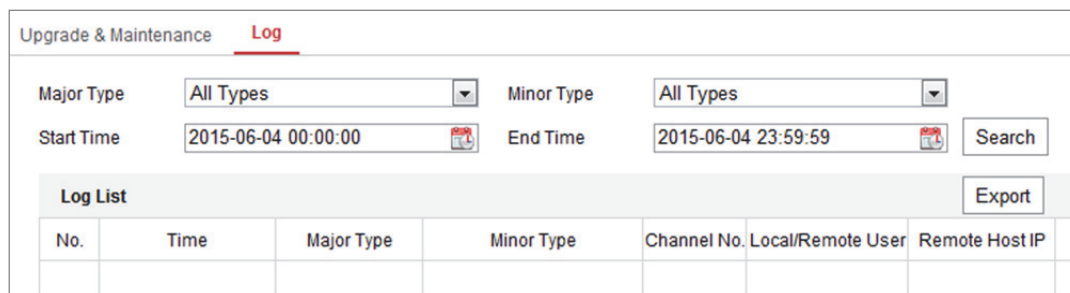 Upgrade & Maintenance Log
Major Type All Types Minor Type All Types
Start Time 2015-06-04 00:00:00 End Time 2015-06-04 23:59:59 Search
Log List Export
No. Time Major Type Minor Type Channel No. Local/Remote User Remote Host IP